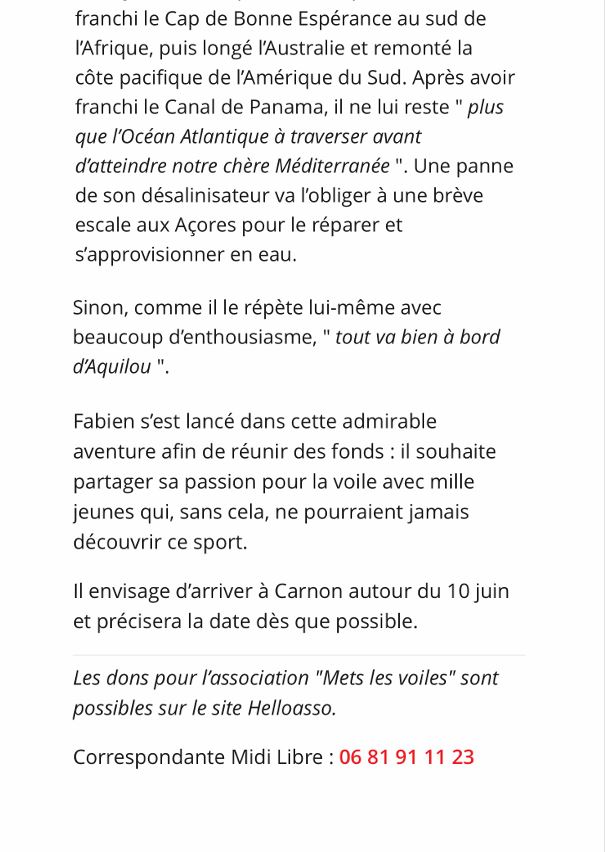 franchi le Cap de Bonne Espérance au sud de
l'Afrique, puis longé l'Australie et remonté la
côte pacifique de l'Amérique du Sud. Après avoir
franchi le Canal de Panama, il ne lui reste " plus
que l'Océan Atlantique à traverser avant
d'atteindre notre chère Méditerranée ". Une panne
de son désalinisateur va l'obliger à une brève
escale aux Açores pour le réparer et
s'approvisionner en eau.
Sinon, comme il le répète lui-même avec
beaucoup d'enthousiasme, " tout va bien à bord
d'Aquilou ".
Fabien s'est lancé dans cette admirable
aventure afin de réunir des fonds : il souhaite
partager sa passion pour la voile avec mille
jeunes qui, sans cela, ne pourraient jamais
découvrir ce sport.
Il envisage d'arriver à Carnon autour du 10 juin
et précisera la date dès que possible.
Les dons pour l'association "Mets les voiles" sont
possibles sur le site Helloasso.
Correspondante Midi Libre : 06 81 91 11 23